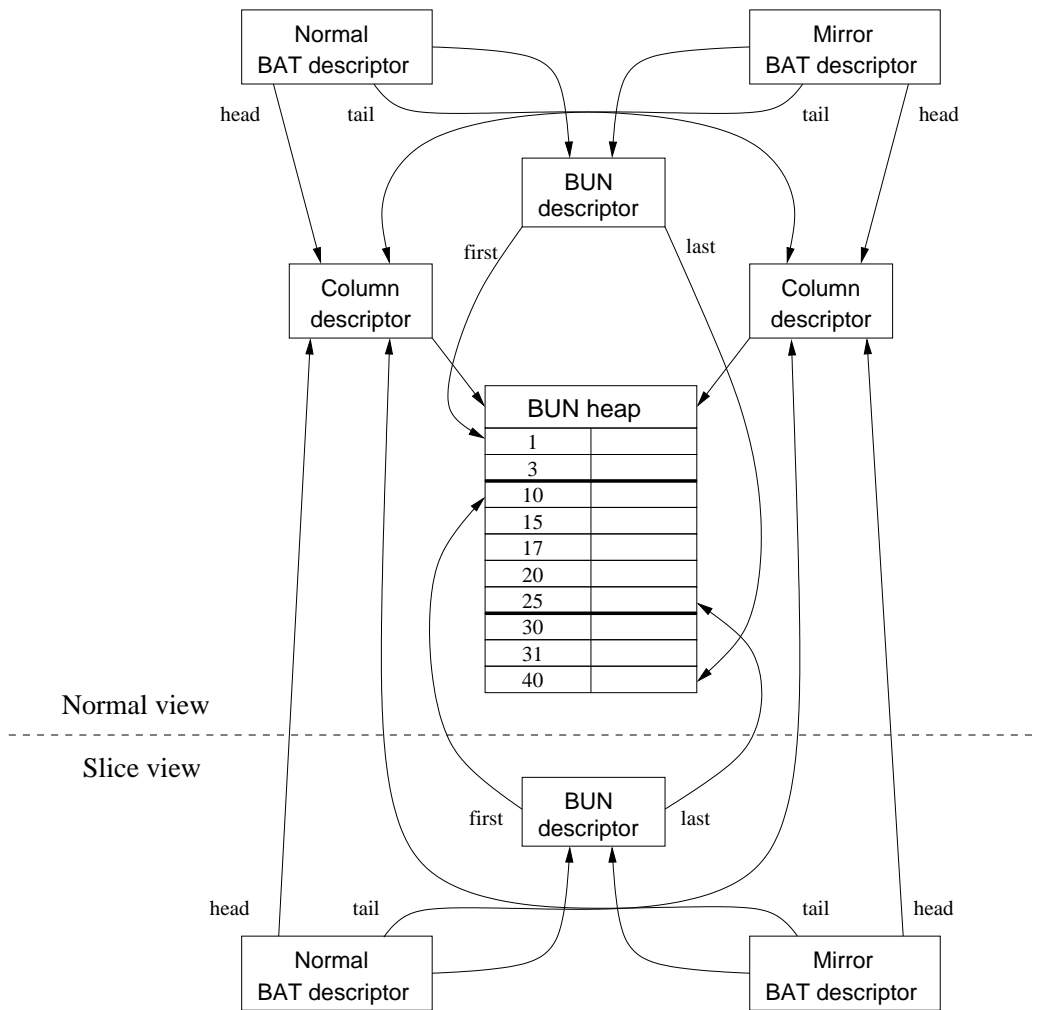 Normal
BAT descriptor
Mirror
BAT descriptor
head
tail
tail
head
BUN
descriptor
first
last
Column
descriptor
Column
descriptor
BUN heap
1
3
10
15
17
20
25
30
31
40
Normal view
Slice view
BUN
descriptor
first
last
head
tail
tail
head
Normal
BAT descriptor
Mirror
BAT descriptor